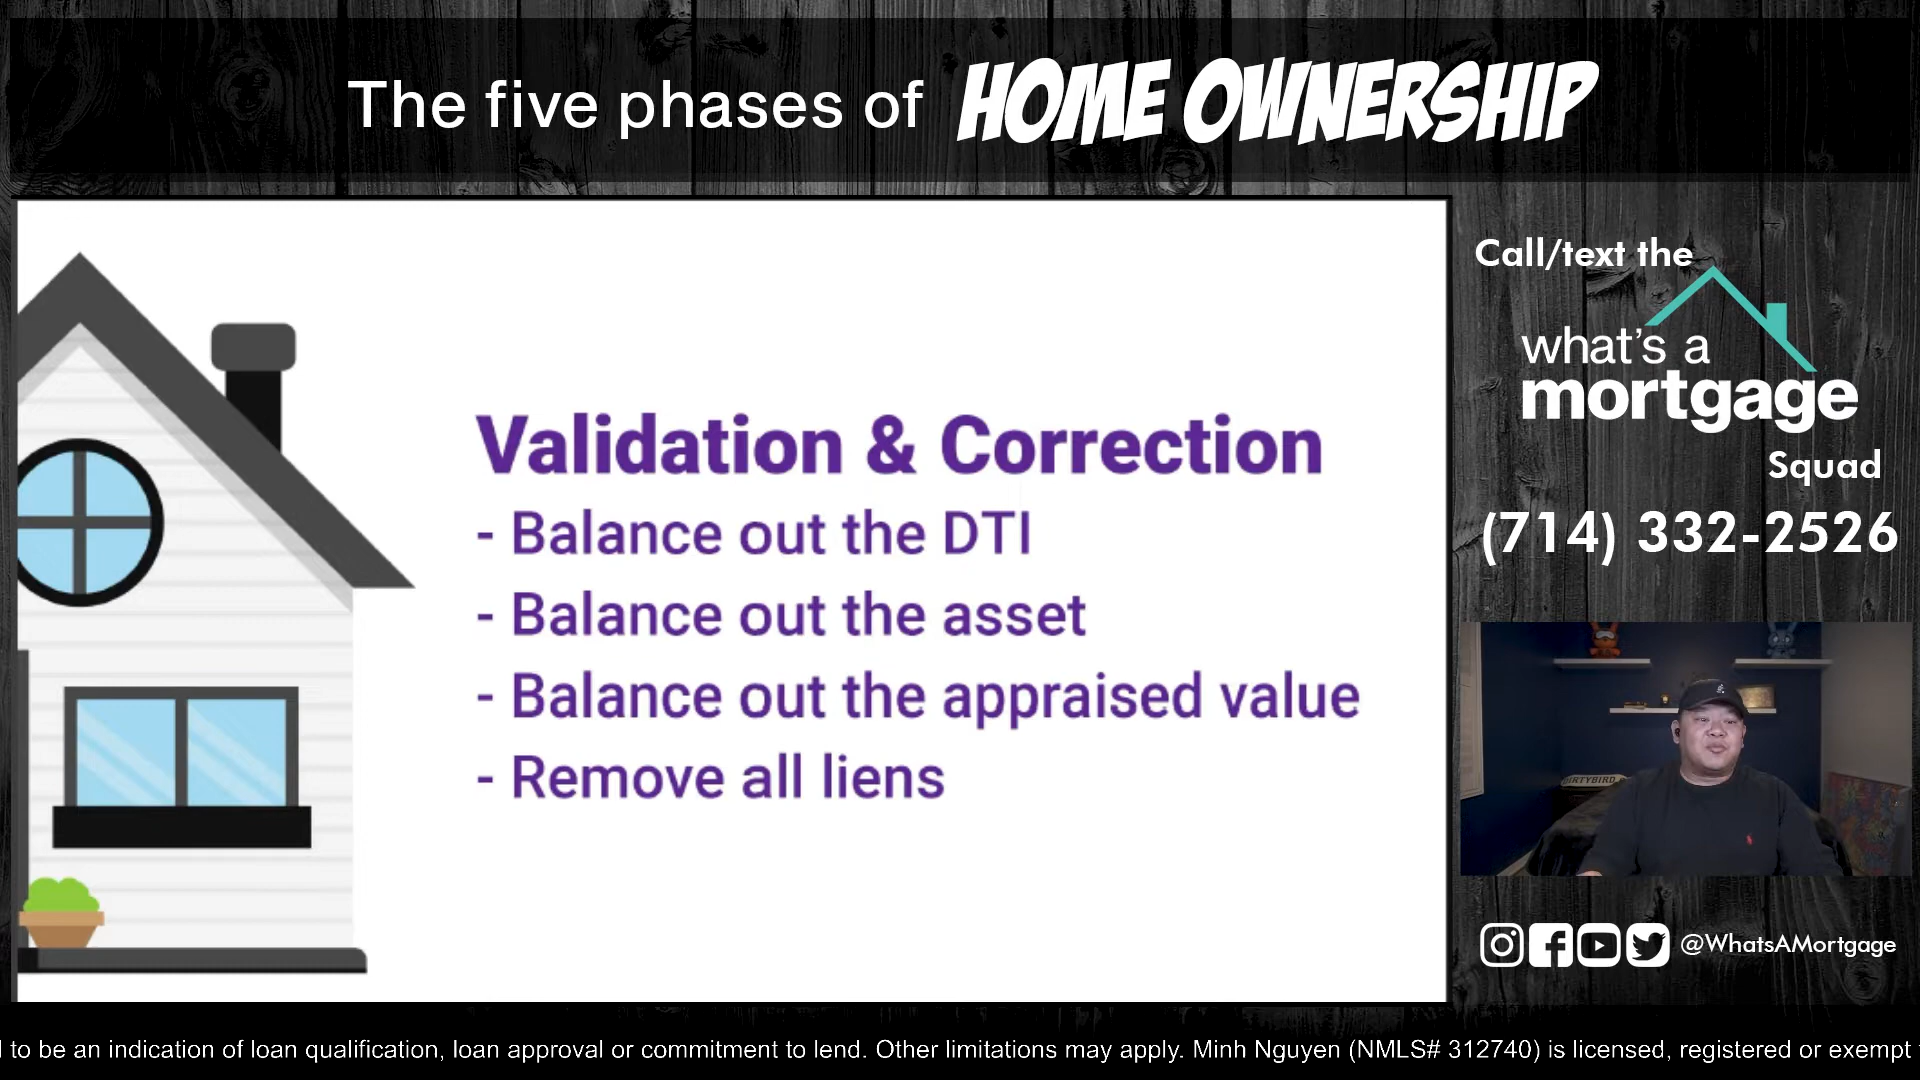 The five phases of HOME OWNERSHIP
Call/text the
what's a
mortgage
Squad
(714) 332-2526
Validation & Correction
- Balance out the DTI
- Balance out the asset
- Balance out the appraised value
- Remove all liens
@WhatsAMortgage
to be an indication of loan qualification, loan approval or commitment to lend. Other limitations may apply. Minh Nguyen (NMLS# 312740) is licensed, registered or exempt